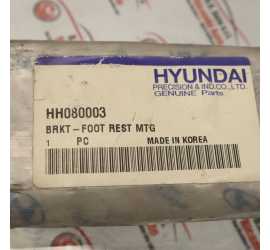 HYUNDAI
PRECISION & IND.CO.,LTD.
GENUINE Parts
HH080003
BRKT-FOOT REST MTG
1 PC MADE IN KOREA